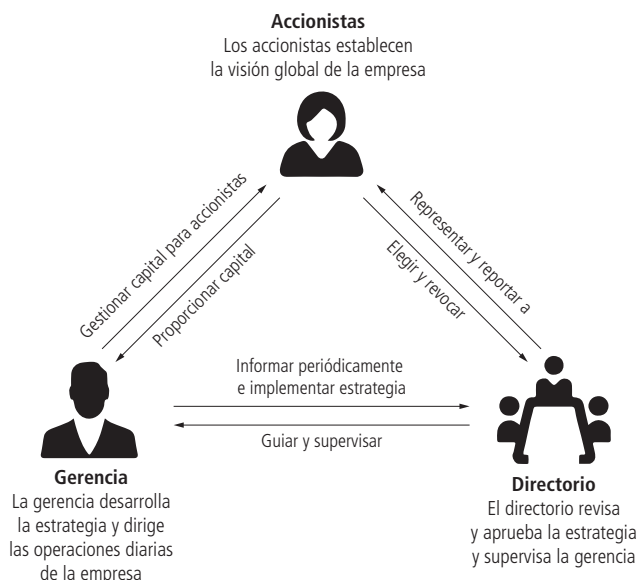 Accionistas
Los accionistas establecen
la visión global de la empresa
Gestionar capital para accionistas
Proporcionar capital
Representar y reportar a
Elegir y revocar
Informar periódicamente
e implementar estrategia
Guiar y supervisar
Gerencia
La gerencia desarrolla
la estrategia y dirige
las operaciones diarias
de la empresa
Directorio
El directorio revisa
y aprueba la estrategia
y supervisa la gerencia